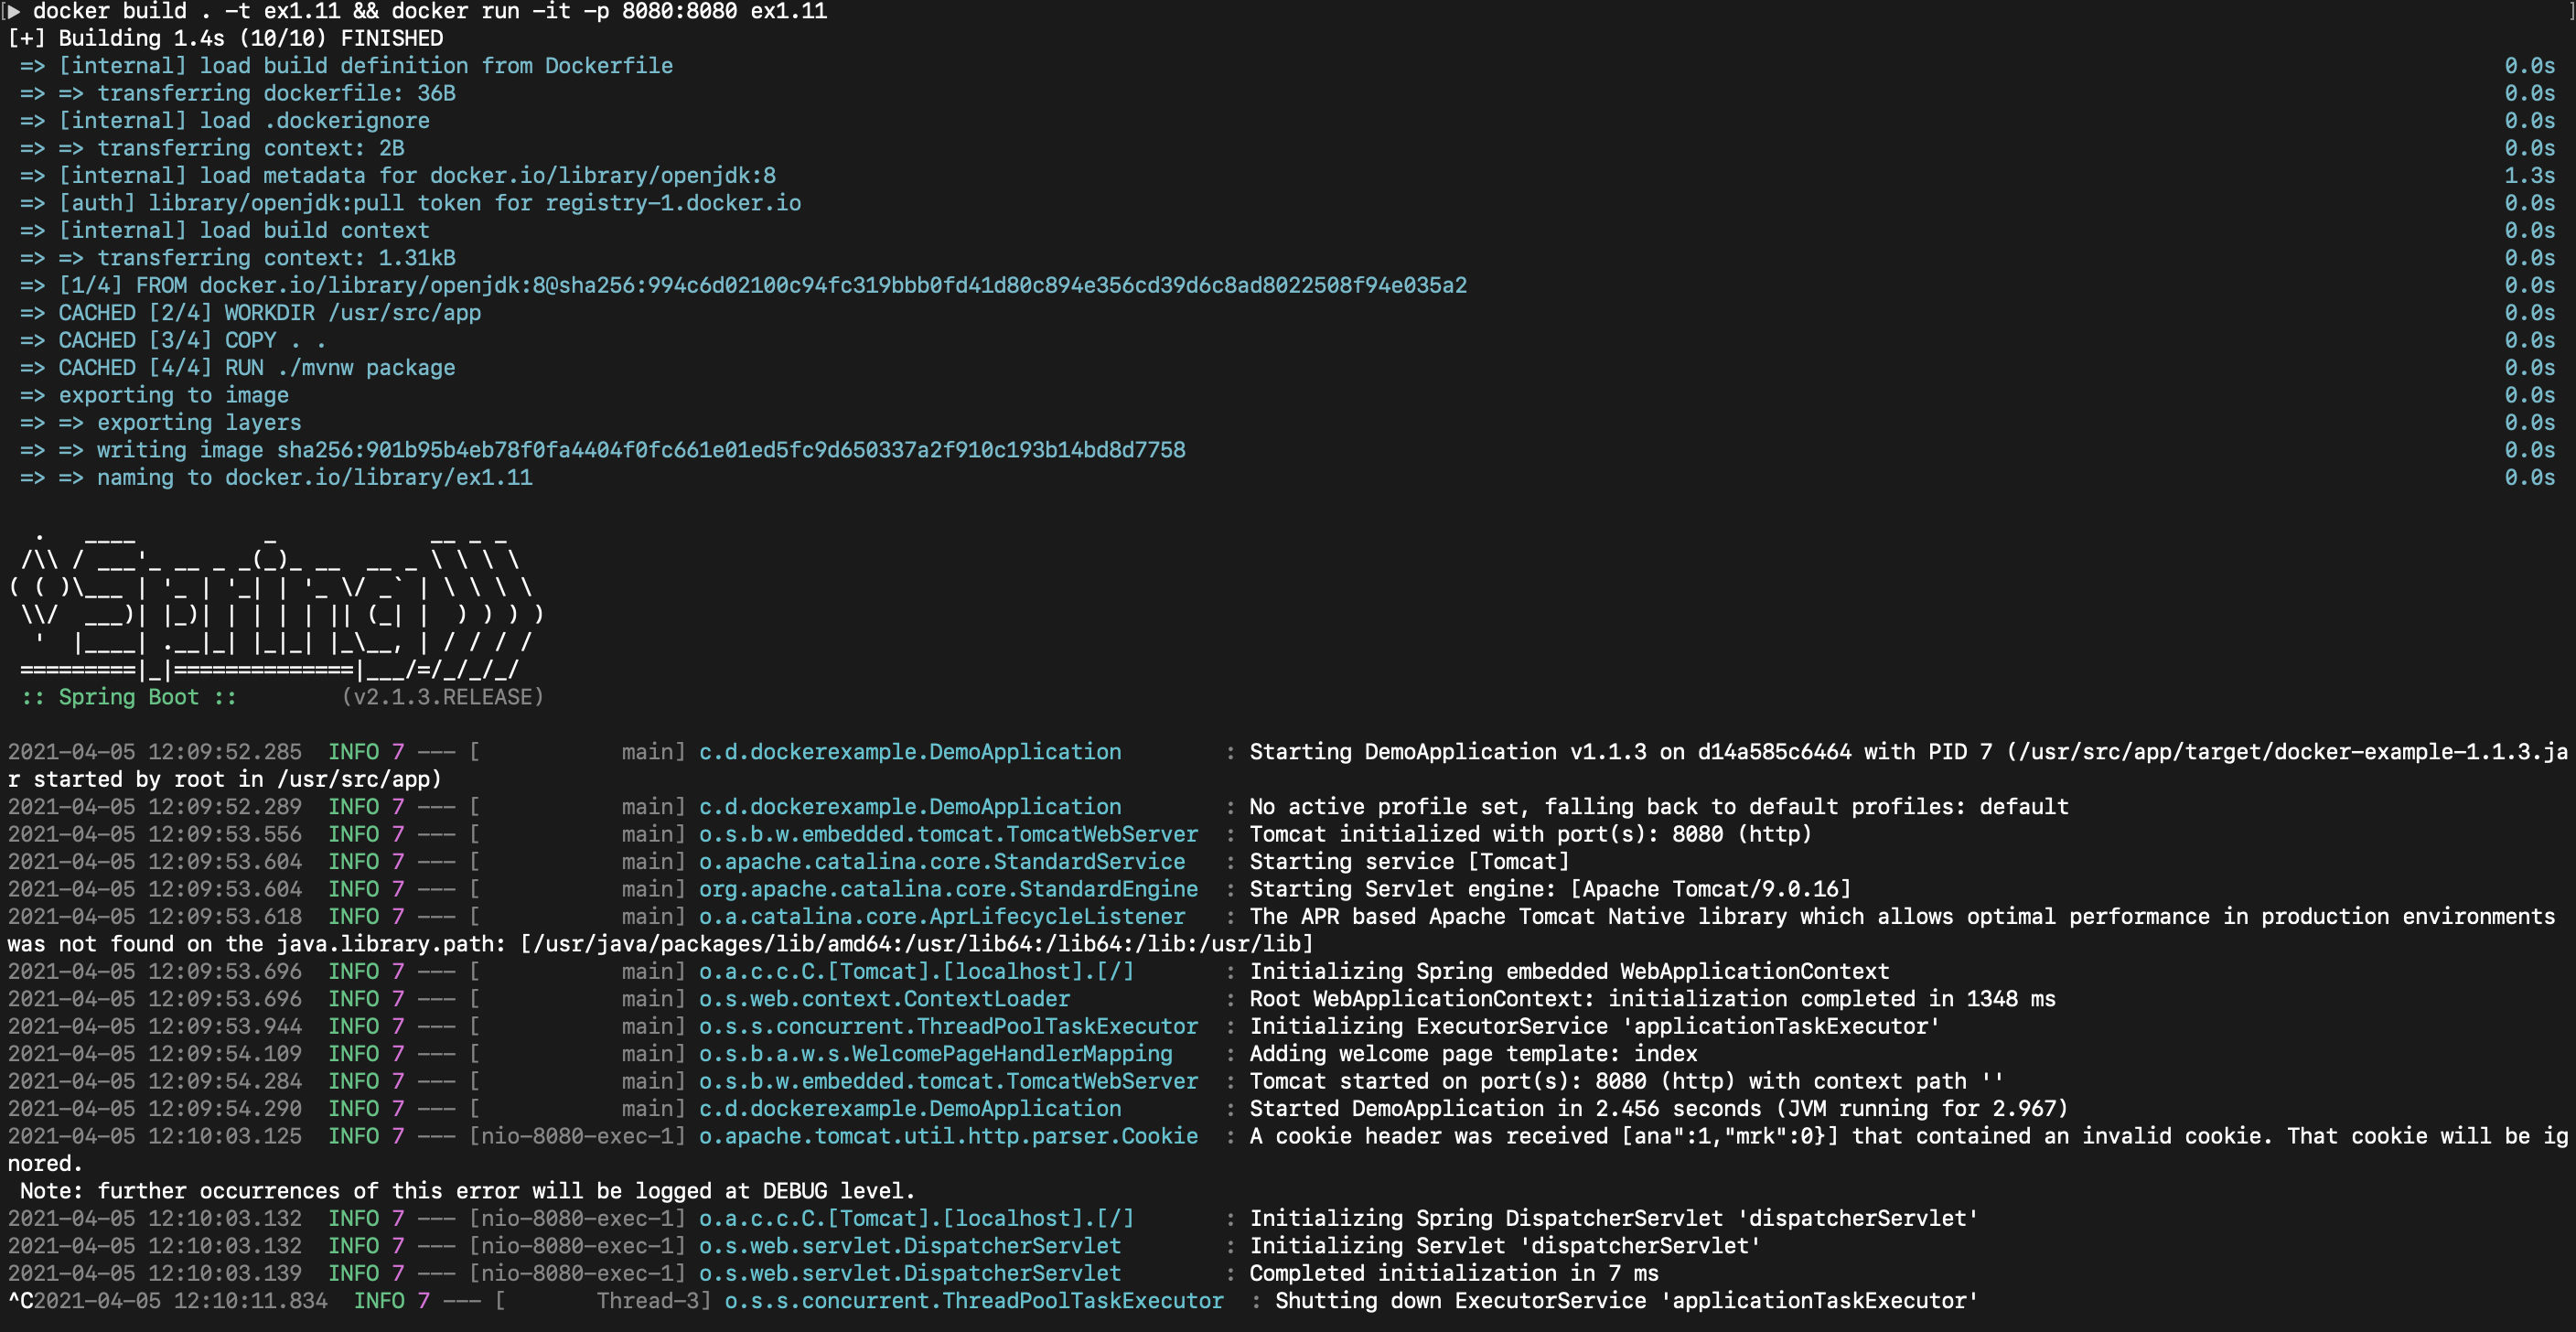 [▶ docker build . -t ex1.11 && docker run -it -p 8080:8080 ex1.11 ]
[+] Building 1.4s (10/10) FINISHED
 => [internal] load build definition from Dockerfile 0.0s
 => => transferring dockerfile: 36B 0.0s
 => [internal] load .dockerignore 0.0s
 => => transferring context: 2B 0.0s
 => [internal] load metadata for docker.io/library/openjdk:8 1.3s
 => [auth] library/openjdk:pull token for registry-1.docker.io 0.0s
 => [internal] load build context 0.0s
 => => transferring context: 1.31kB 0.0s
 => [1/4] FROM docker.io/library/openjdk:8@sha256:994c6d02100c94fc319bbb0fd41d80c894e356cd39d6c8ad8022508f94e035a2 0.0s
 => CACHED [2/4] WORKDIR /usr/src/app 0.0s
 => CACHED [3/4] COPY . . 0.0s
 => CACHED [4/4] RUN ./mvnw package 0.0s
 => exporting to image 0.0s
 => => exporting layers 0.0s
 => => writing image sha256:901b95b4eb78f0fa4404f0fc661e01ed5fc9d650337a2f910c193b14bd8d7758 0.0s
 => => naming to docker.io/library/ex1.11 0.0s

  .   ____          _            __ _ _
 /\\ / ___'_ __ _ _(_)_ __  __ _ \ \ \ \
( ( )\___ | '_ | '_| | '_ \/ _` | \ \ \ \
 \\/  ___)| |_)| | | | | || (_| |  ) ) ) )
  '  |____| .__|_| |_|_| |_\__, | / / / /
 =========|_|==============|___/=/_/_/_/
 :: Spring Boot ::        (v2.1.3.RELEASE)

2021-04-05 12:09:52.285  INFO 7 --- [           main] c.d.dockerexample.DemoApplication        : Starting DemoApplication v1.1.3 on d14a585c6464 with PID 7 (/usr/src/app/target/docker-example-1.1.3.ja
r started by root in /usr/src/app)
2021-04-05 12:09:52.289  INFO 7 --- [           main] c.d.dockerexample.DemoApplication        : No active profile set, falling back to default profiles: default
2021-04-05 12:09:53.556  INFO 7 --- [           main] o.s.b.w.embedded.tomcat.TomcatWebServer  : Tomcat initialized with port(s): 8080 (http)
2021-04-05 12:09:53.604  INFO 7 --- [           main] o.apache.catalina.core.StandardService   : Starting service [Tomcat]
2021-04-05 12:09:53.604  INFO 7 --- [           main] org.apache.catalina.core.StandardEngine  : Starting Servlet engine: [Apache Tomcat/9.0.16]
2021-04-05 12:09:53.618  INFO 7 --- [           main] o.a.catalina.core.AprLifecycleListener   : The APR based Apache Tomcat Native library which allows optimal performance in production environments
was not found on the java.library.path: [/usr/java/packages/lib/amd64:/usr/lib64:/lib64:/lib:/usr/lib]
2021-04-05 12:09:53.696  INFO 7 --- [           main] o.a.c.c.C.[Tomcat].[localhost].[/]       : Initializing Spring embedded WebApplicationContext
2021-04-05 12:09:53.696  INFO 7 --- [           main] o.s.web.context.ContextLoader            : Root WebApplicationContext: initialization completed in 1348 ms
2021-04-05 12:09:53.944  INFO 7 --- [           main] o.s.s.concurrent.ThreadPoolTaskExecutor  : Initializing ExecutorService 'applicationTaskExecutor'
2021-04-05 12:09:54.109  INFO 7 --- [           main] o.s.b.a.w.s.WelcomePageHandlerMapping    : Adding welcome page template: index
2021-04-05 12:09:54.284  INFO 7 --- [           main] o.s.b.w.embedded.tomcat.TomcatWebServer  : Tomcat started on port(s): 8080 (http) with context path ''
2021-04-05 12:09:54.290  INFO 7 --- [           main] c.d.dockerexample.DemoApplication        : Started DemoApplication in 2.456 seconds (JVM running for 2.967)
2021-04-05 12:10:03.125  INFO 7 --- [nio-8080-exec-1] o.apache.tomcat.util.http.parser.Cookie  : A cookie header was received [ana":1,"mrk":0}] that contained an invalid cookie. That cookie will be ig
nored.
 Note: further occurrences of this error will be logged at DEBUG level.
2021-04-05 12:10:03.132  INFO 7 --- [nio-8080-exec-1] o.a.c.c.C.[Tomcat].[localhost].[/]       : Initializing Spring DispatcherServlet 'dispatcherServlet'
2021-04-05 12:10:03.132  INFO 7 --- [nio-8080-exec-1] o.s.web.servlet.DispatcherServlet        : Initializing Servlet 'dispatcherServlet'
2021-04-05 12:10:03.139  INFO 7 --- [nio-8080-exec-1] o.s.web.servlet.DispatcherServlet        : Completed initialization in 7 ms
^C2021-04-05 12:10:11.834  INFO 7 --- [       Thread-3] o.s.s.concurrent.ThreadPoolTaskExecutor  : Shutting down ExecutorService 'applicationTaskExecutor'